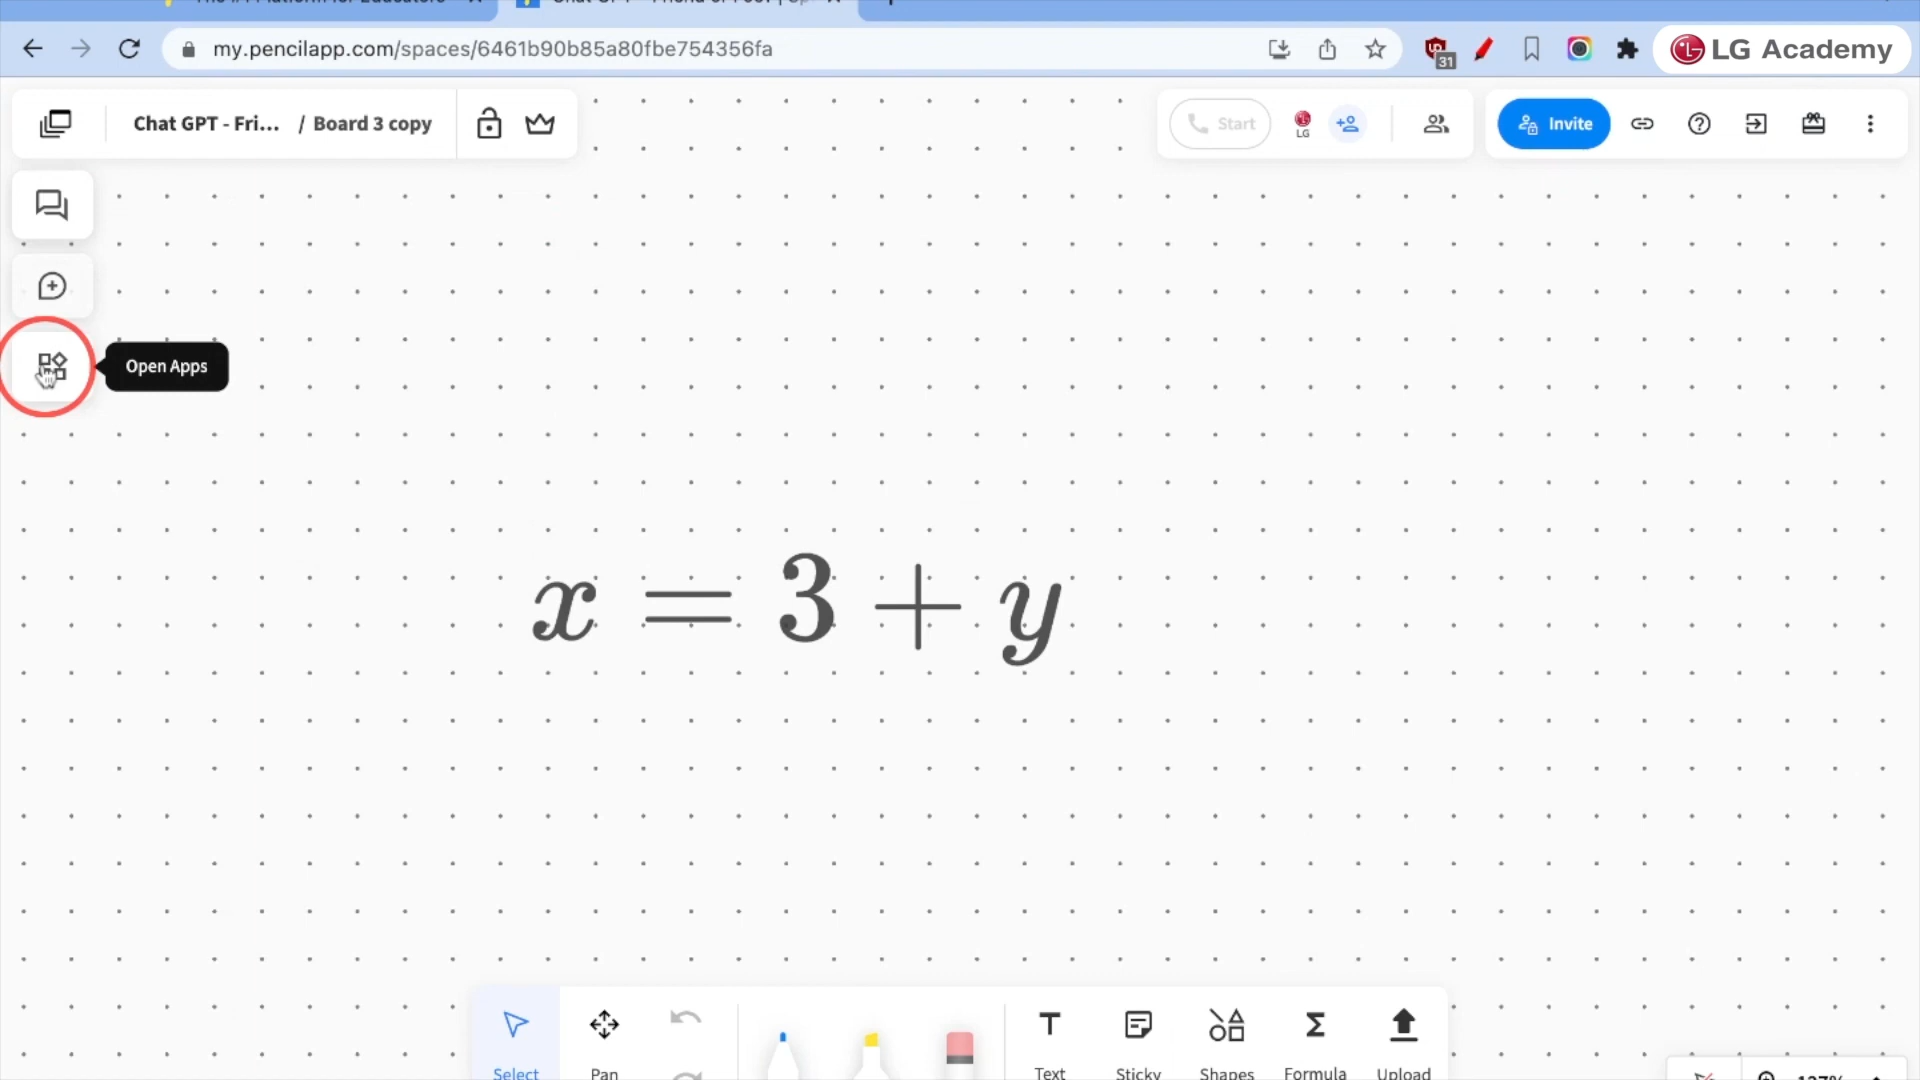 my.pencilapp.com/spaces/6461b90b85a80fbe754356fa
31
LG Academy
Chat GPT - Fri... / Board 3 copy
Start
LG
Invite
Open Apps
x = 3 + y
Select
Pan
Text
Sticky
Shapes
Formula
Upload